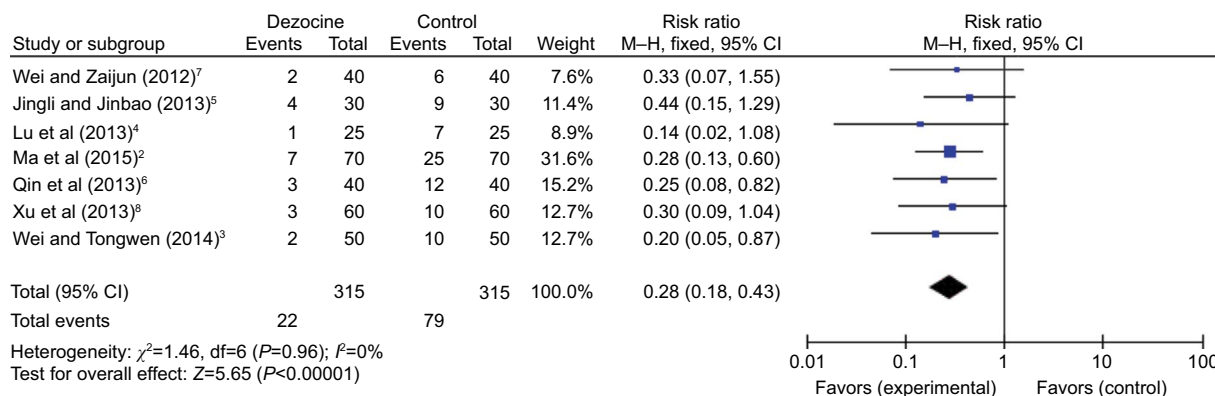 Dezocine Control Risk ratio Risk ratio
Study or subgroup Events Total Events Total Weight M–H, fixed, 95% CI M–H, fixed, 95% CI
Wei and Zaijun (2012)⁷ 2 40 6 40 7.6% 0.33 (0.07, 1.55)
Jingli and Jinbao (2013)⁵ 4 30 9 30 11.4% 0.44 (0.15, 1.29)
Lu et al (2013)⁴ 1 25 7 25 8.9% 0.14 (0.02, 1.08)
Ma et al (2015)² 7 70 25 70 31.6% 0.28 (0.13, 0.60)
Qin et al (2013)⁶ 3 40 12 40 15.2% 0.25 (0.08, 0.82)
Xu et al (2013)⁸ 3 60 10 60 12.7% 0.30 (0.09, 1.04)
Wei and Tongwen (2014)³ 2 50 10 50 12.7% 0.20 (0.05, 0.87)
Total (95% CI) 315 315 100.0% 0.28 (0.18, 0.43)
Total events 22 79
Heterogeneity: χ²=1.46, df=6 (P=0.96); I²=0%
Test for overall effect: Z=5.65 (P<0.00001)
0.01 0.1 1 10 100
Favors (experimental) Favors (control)